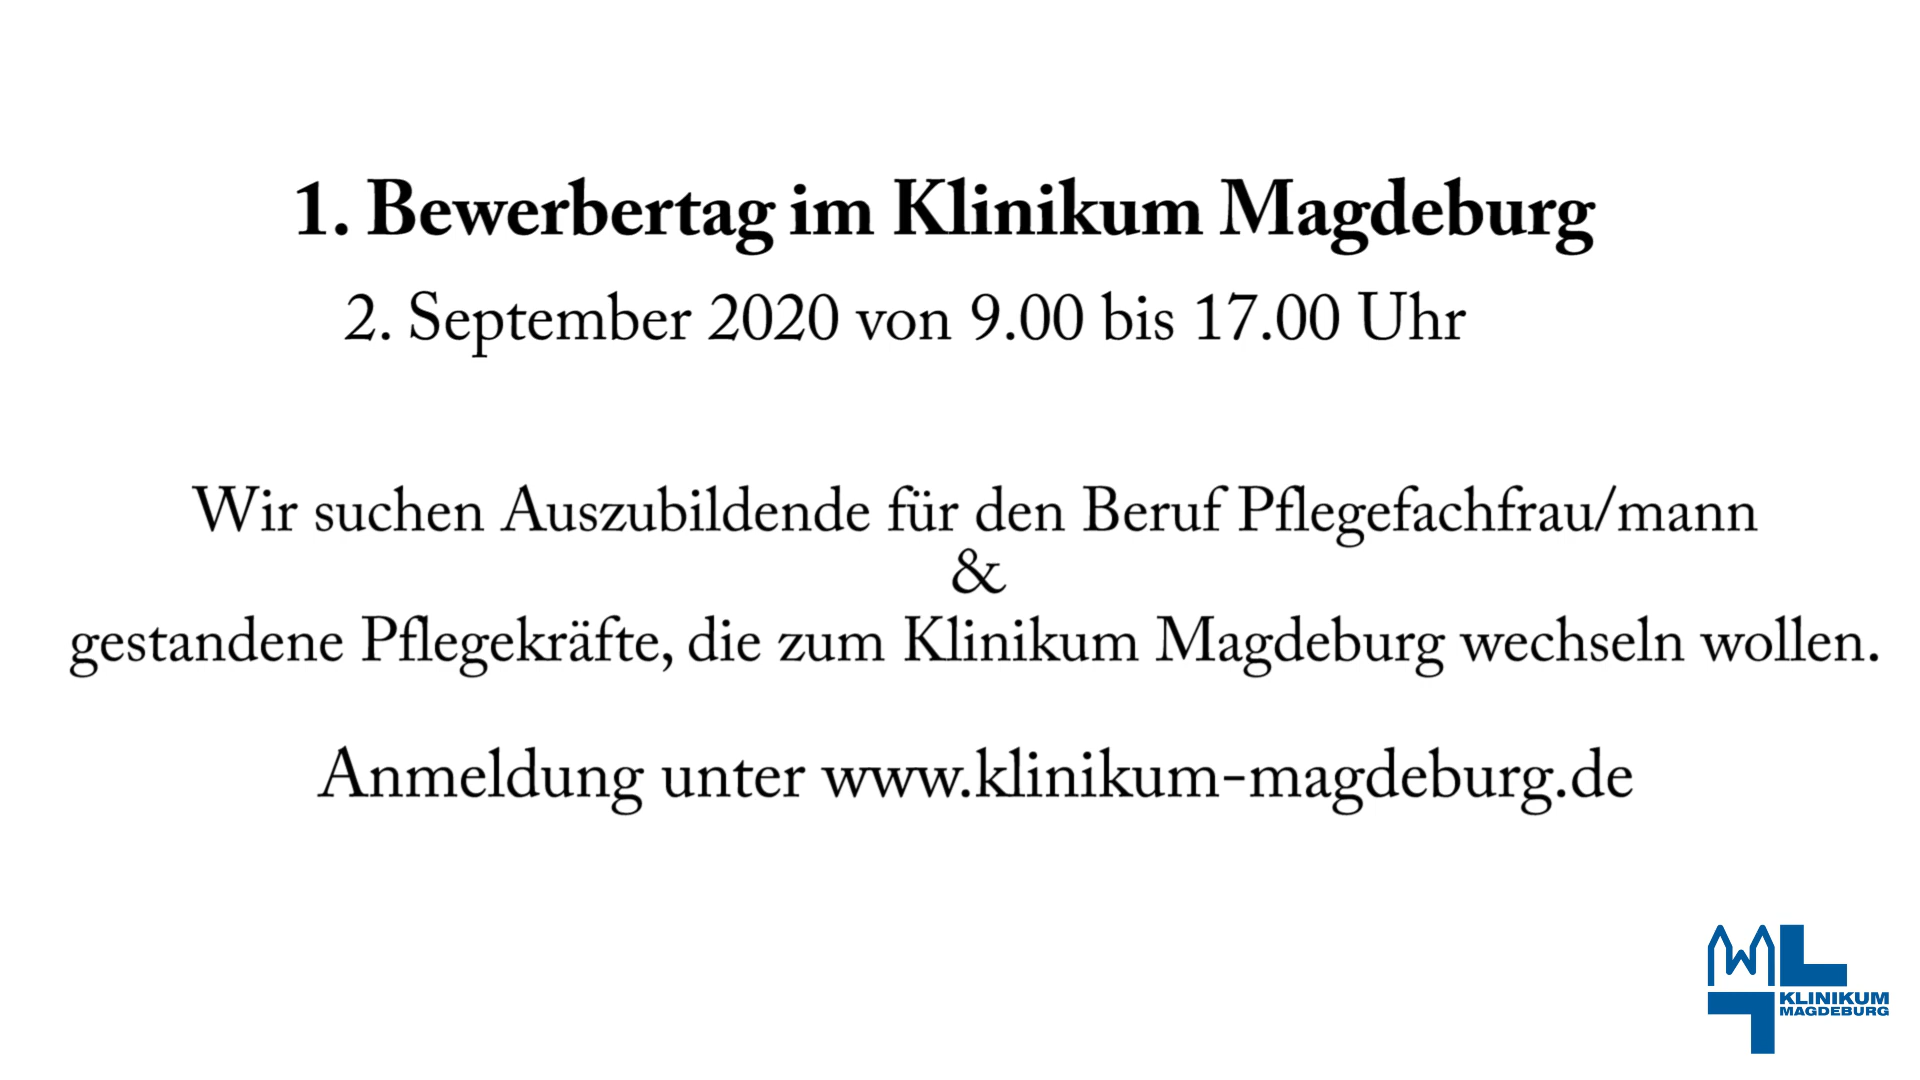 1. Bewerbertag im Klinikum Magdeburg
2. September 2020 von 9.00 bis 17.00 Uhr
Wir suchen Auszubildende für den Beruf Pflegefachfrau/mann
&
gestandene Pflegekräfte, die zum Klinikum Magdeburg wechseln wollen.
Anmeldung unter www.klinikum-magdeburg.de
KLINIKUM
MAGDEBURG